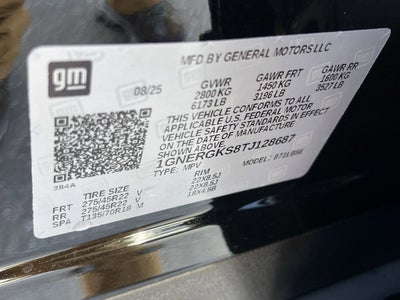 gm
MFD BY GENERAL MOTORS LLC
08/25 GVWR GAWR FRT GAWR RR
2800 KG 1450 KG 1600 KG
6173 LB 3196 LB 3527 LB
THIS VEHICLE CONFORMS TO ALL
APPLICABLE U.S. FEDERAL MOTOR
VEHICLE SAFETY STANDARDS IN EFFECT
ON THE DATE OF MANUFACTURE
SHOWN ABOVE.
1GNERGKS8TJ128687
TYPE: MPV MODEL:
384A
TIRE SIZE RIM
FRT 275/45R22 V 22X8.5J
RR 275/45R22 V 22X8.5J
SPA T135/70R18 M 18X4.5B